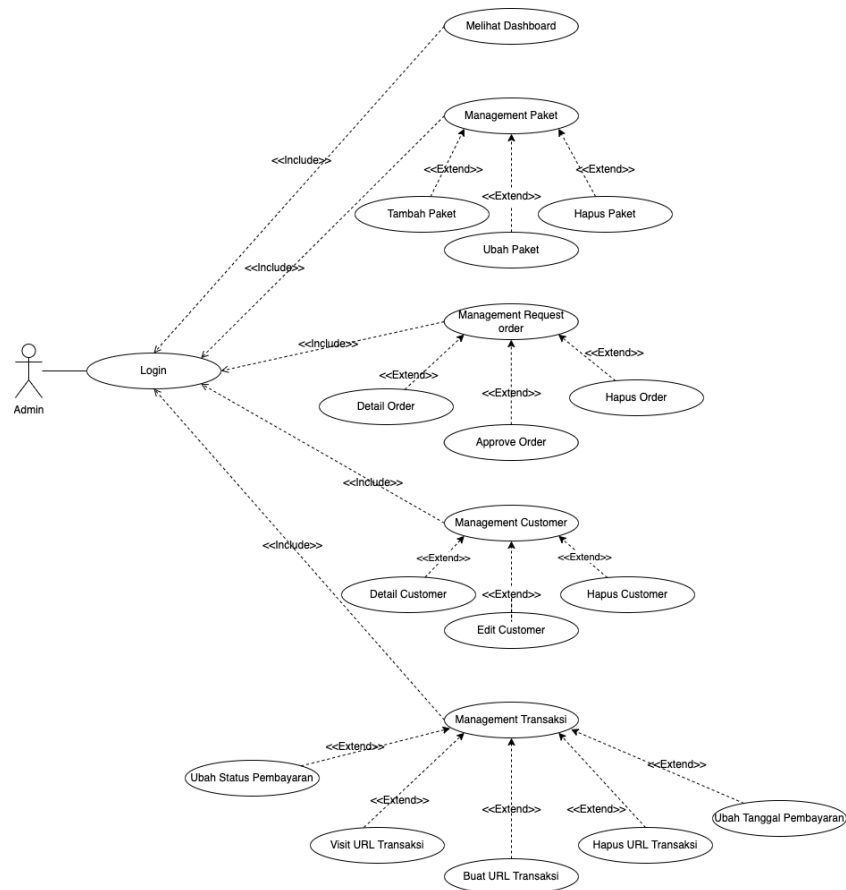 Melihat Dashboard
Management Paket
<<Include>>
<<Extend>>
<<Extend>>
<<Extend>>
Tambah Paket
Hapus Paket
Ubah Paket
<<Include>>
Management Request
order
<<Include>>
Login
Admin
<<Extend>>
<<Extend>>
<<Extend>>
Detail Order
Hapus Order
Approve Order
<<Include>>
Management Customer
<<Include>>
<<Extend>>
<<Extend>>
<<Extend>>
Detail Customer
Hapus Customer
Edit Customer
Management Transaksi
<<Extend>>
<<Extend>>
Ubah Status Pembayaran
<<Extend>>
<<Extend>>
<<Extend>>
Ubah Tanggal Pembayaran
Visit URL Transaksi
Hapus URL Transaksi
Buat URL Transaksi